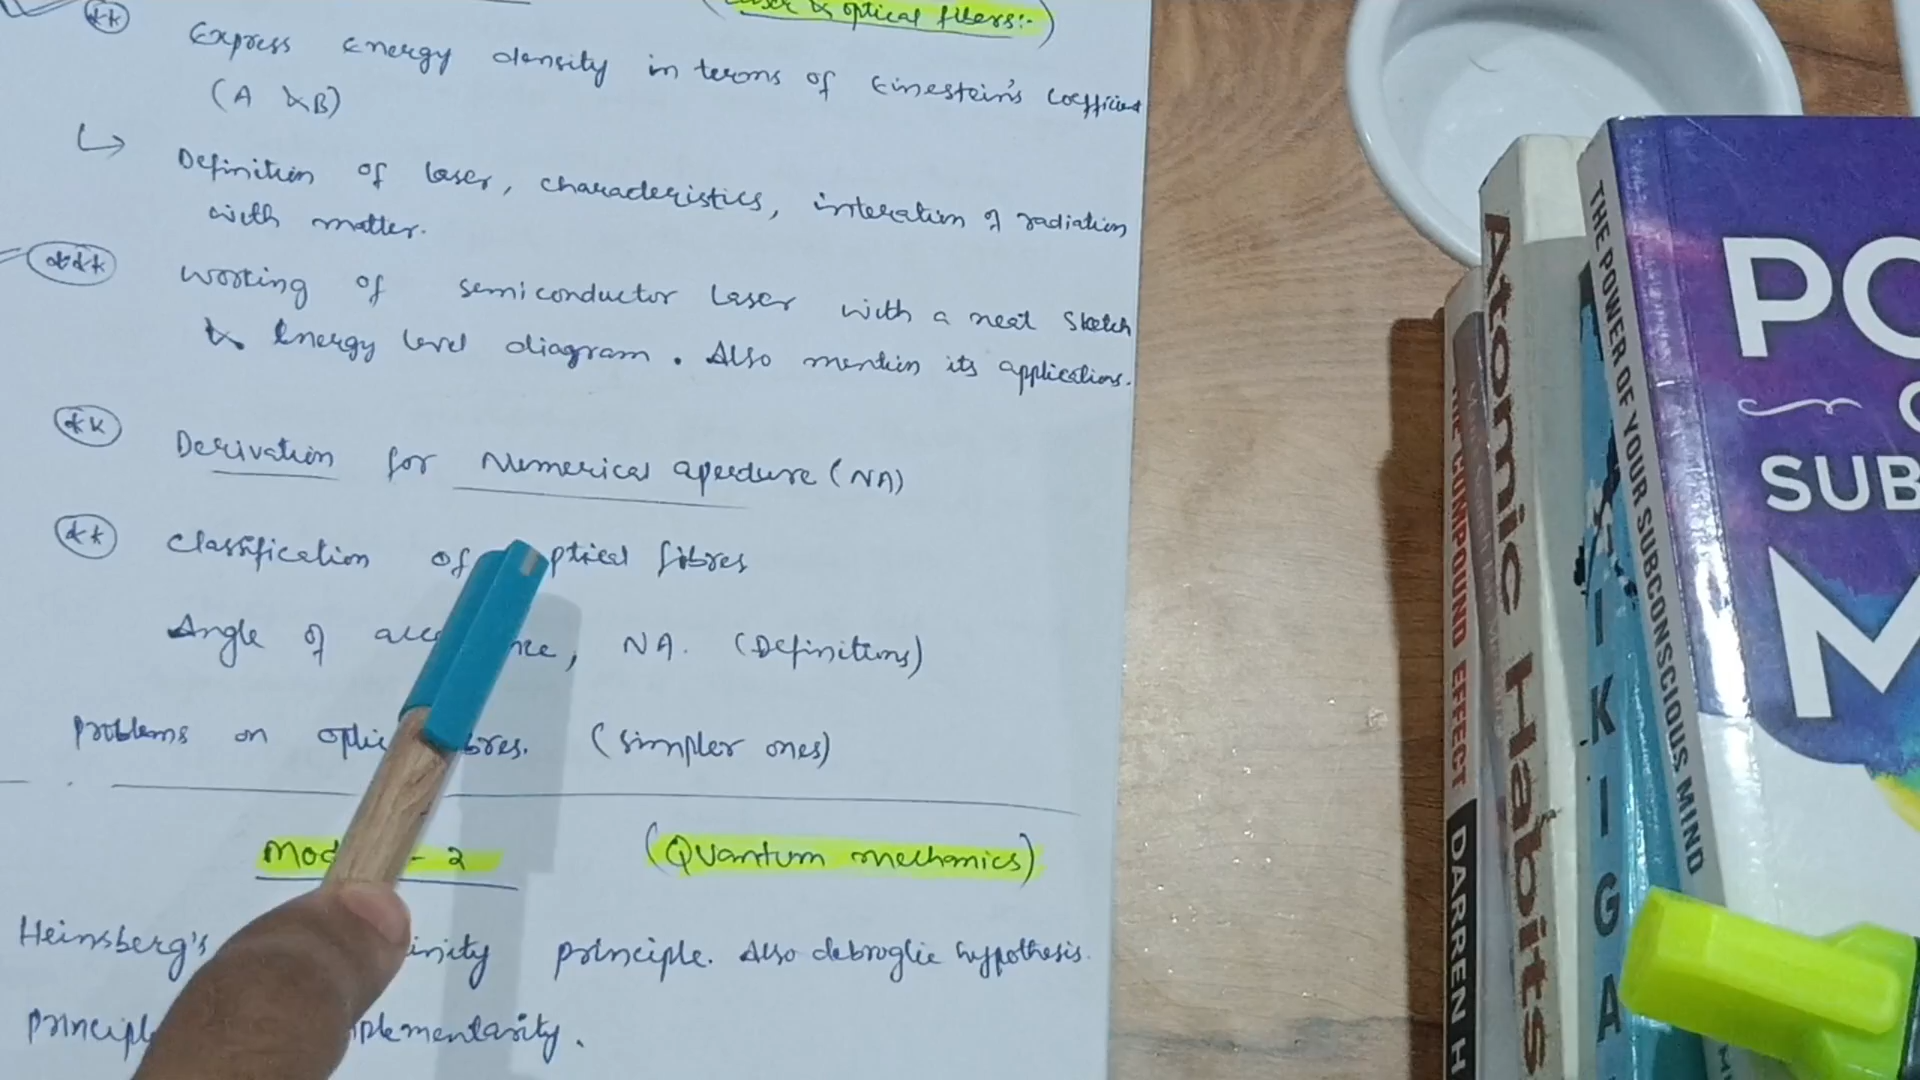 ** 
Laser & optical fibers:-)
Express Energy density in terms of Einestein's Coefficient
(A & B)
↳ Definition of laser, characteristics, interation of radiation
with matter.
*** Working of semiconductor laser with a neat sketch
& Energy level diagram. Also mention its applications.
** Derivation for Numerical aperture (NA)
** Classification of ptical fibres
Angle of acc nce, NA. (Definitions)
Problems on optic bres. (simpler ones)
Mod - 2 (Quantum mechanics)
Heinsberg's inity principle. Also debroglie hypothesis.
Principl plementarity.
THE COMPOUND EFFECT DARREN H
Atomic Habits
IKIGA
THE POWER OF YOUR SUBCONSCIOUS MIND
PO
SUB
M